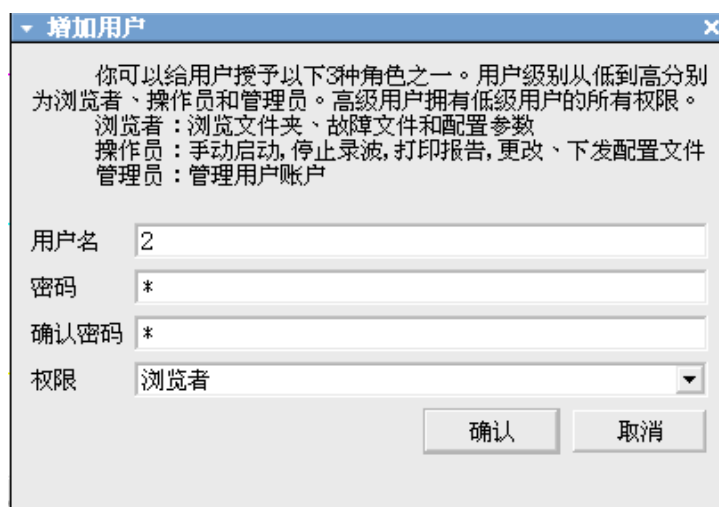 增加用户
你可以给用户授予以下3种角色之一。用户级别从低到高分别
为浏览者、操作员和管理员。高级用户拥有低级用户的所有权限。
浏览者：浏览文件夹、故障文件和配置参数
操作员：手动启动,停止录波,打印报告,更改、下发配置文件
管理员：管理用户账户
用户名 2
密码 *
确认密码 *
权限 浏览者
确认 取消